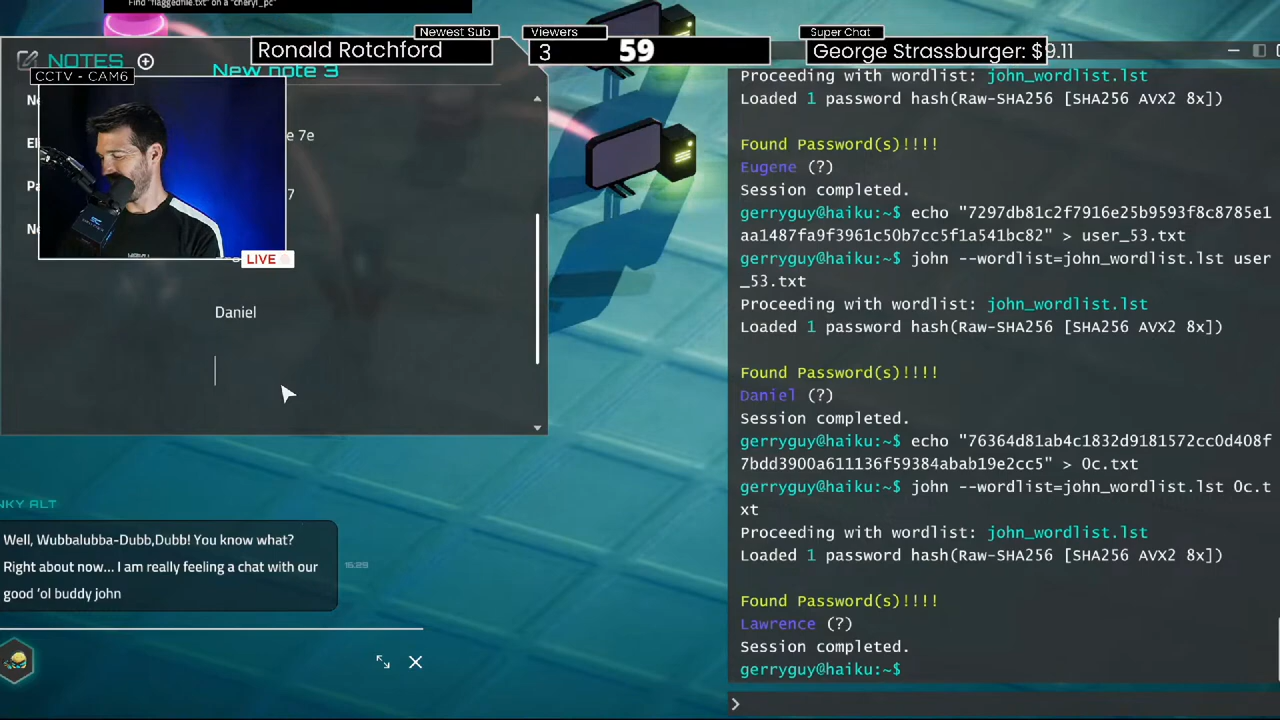 Find "flaggedfile.txt" on a "cheryl_pc"
Newest Sub
Ronald Rotchford
Viewers
3
59
Super Chat
George Strassburger: $9.11
NOTES
New note 3
CCTV - CAM6
e 7e
7
LIVE
Daniel
NKY ALT
Well, Wubbalubba-Dubb,Dubb! You know what?
Right about now... I am really feeling a chat with our
good 'ol buddy john
16:29
Proceeding with wordlist: john_wordlist.lst
Loaded 1 password hash(Raw-SHA256 [SHA256 AVX2 8x])
Found Password(s)!!!!
Eugene (?)
Session completed.
gerryguy@haiku:~$ echo "7297db81c2f7916e25b9593f8c8785e1
aa1487fa9f3961c50b7cc5f1a541bc82" > user_53.txt
gerryguy@haiku:~$ john --wordlist=john_wordlist.lst user
_53.txt
Proceeding with wordlist: john_wordlist.lst
Loaded 1 password hash(Raw-SHA256 [SHA256 AVX2 8x])
Found Password(s)!!!!
Daniel (?)
Session completed.
gerryguy@haiku:~$ echo "76364d81ab4c1832d9181572cc0d408f
7bdd3900a611136f59384abab19e2cc5" > 0c.txt
gerryguy@haiku:~$ john --wordlist=john_wordlist.lst 0c.t
xt
Proceeding with wordlist: john_wordlist.lst
Loaded 1 password hash(Raw-SHA256 [SHA256 AVX2 8x])
Found Password(s)!!!!
Lawrence (?)
Session completed.
gerryguy@haiku:~$